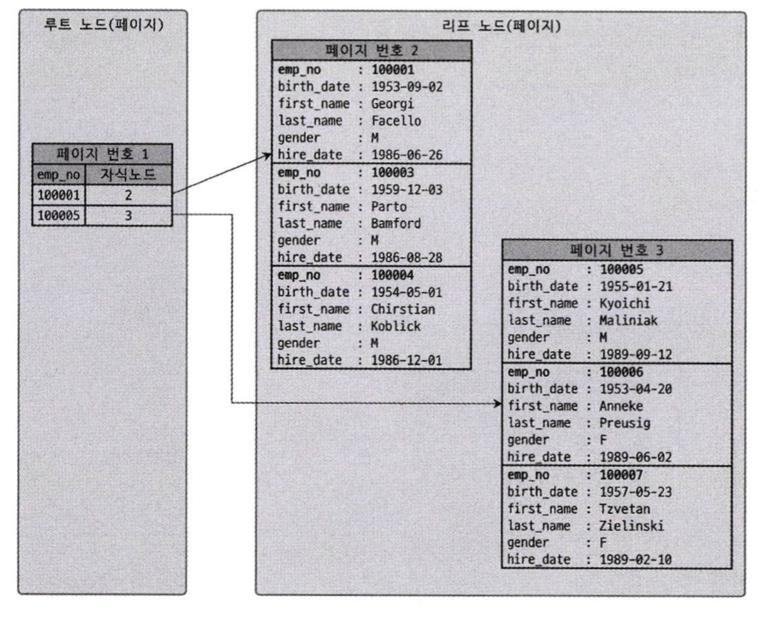 루트 노드(페이지)
페이지 번호 1
emp_no 자식노드
100001 2
100005 3
리프 노드(페이지)
페이지 번호 2
emp_no : 100001
birth_date : 1953-09-02
first_name : Georgi
last_name : Facello
gender : M
hire_date : 1986-06-26
emp_no : 100003
birth_date : 1959-12-03
first_name : Parto
last_name : Bamford
gender : M
hire_date : 1986-08-28
emp_no : 100004
birth_date : 1954-05-01
first_name : Chirstian
last_name : Koblick
gender : M
hire_date : 1986-12-01
페이지 번호 3
emp_no : 100005
birth_date : 1955-01-21
first_name : Kyoichi
last_name : Maliniak
gender : M
hire_date : 1989-09-12
emp_no : 100006
birth_date : 1953-04-20
first_name : Anneke
last_name : Preusig
gender : F
hire_date : 1989-06-02
emp_no : 100007
birth_date : 1957-05-23
first_name : Tzvetan
last_name : Zielinski
gender : F
hire_date : 1989-02-10